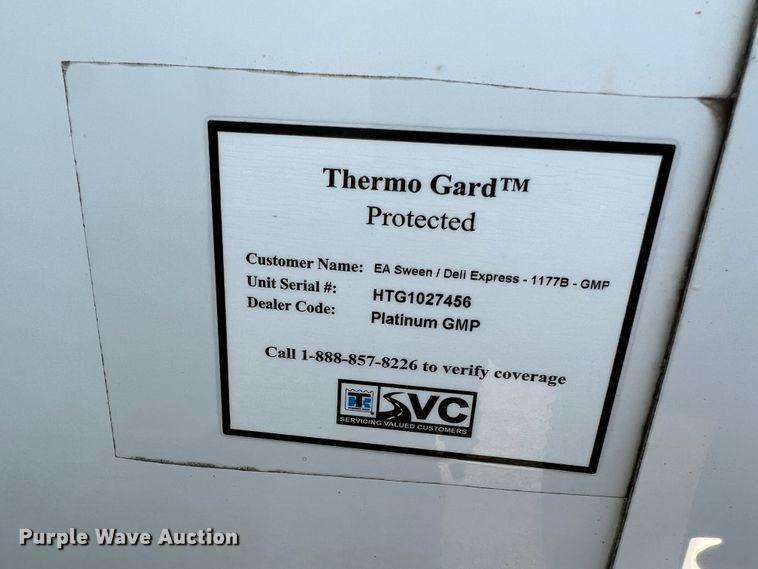 Thermo Gard™
Protected
Customer Name: EA Sween / Deli Express - 1177B - GMP
Unit Serial #: HTG1027456
Dealer Code: Platinum GMP
Call 1-888-857-8226 to verify coverage
TK SVC
SERVICING VALUED CUSTOMERS
Purple Wave Auction